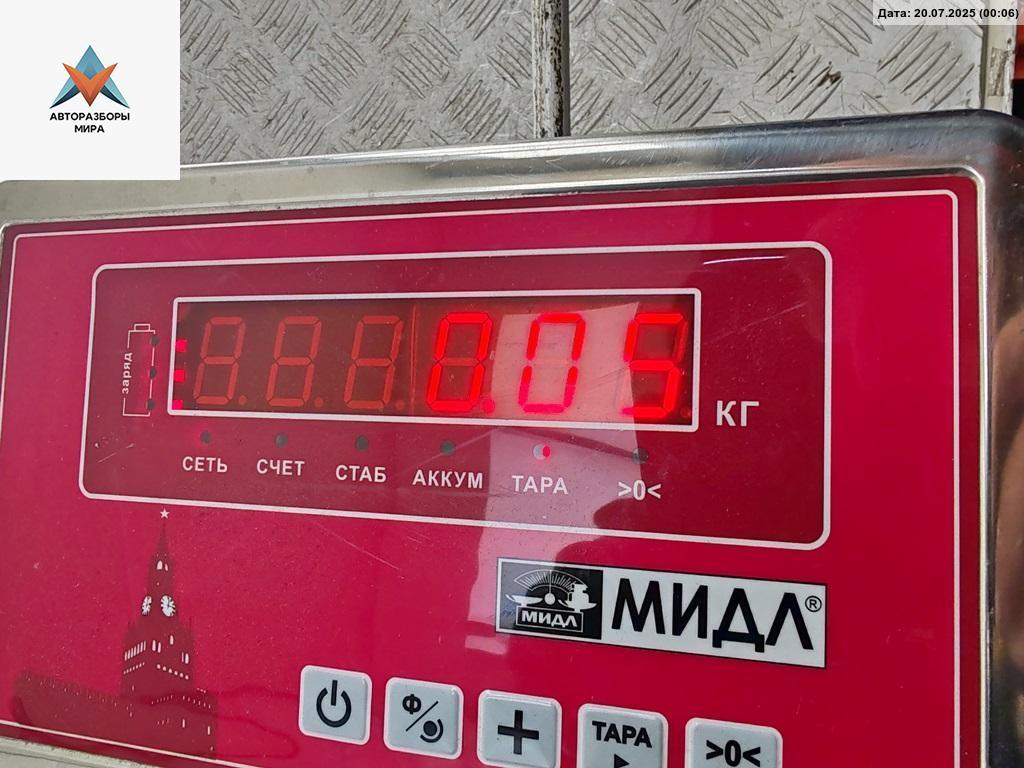 Дата: 20.07.2025 (00:06)
АВТОРАЗБОРЫ
МИРА
заряд
0.05
КГ
СЕТЬ СЧЕТ СТАБ АККУМ ТАРА >0<
МИДЛ МИДЛ®
Ф/ + ТАРА >0<